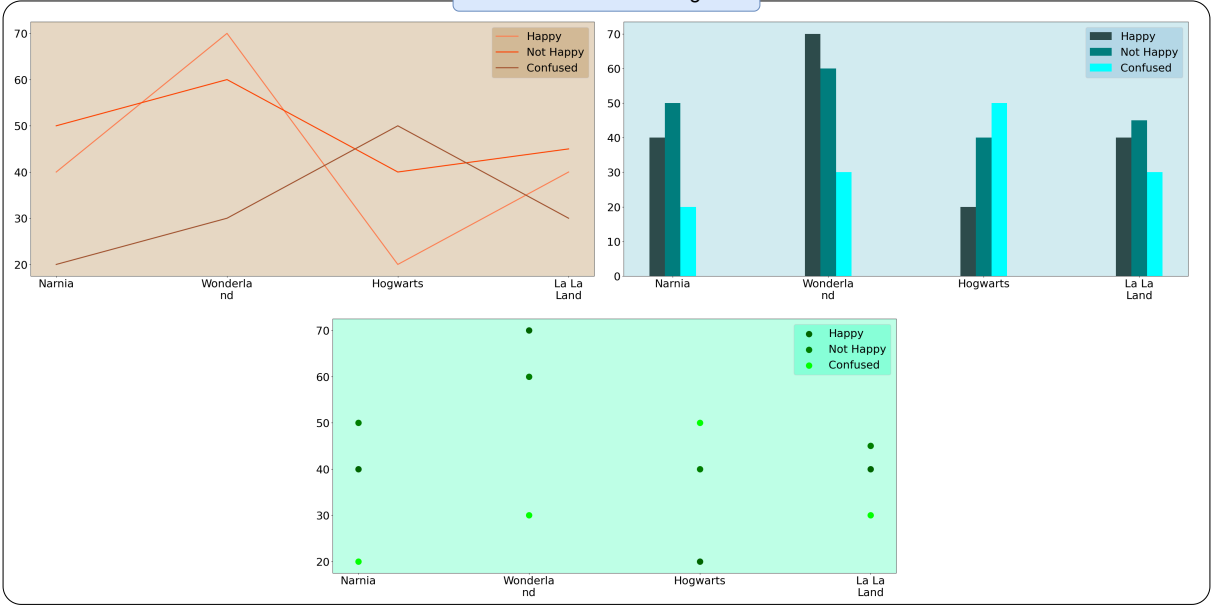 70
60
50
40
30
20
Narnia
Wonderla
nd
Hogwarts
La La
Land
Happy
Not Happy
Confused
70
60
50
40
30
20
10
0
Narnia
Wonderla
nd
Hogwarts
La La
Land
Happy
Not Happy
Confused
70
60
50
40
30
20
Narnia
Wonderla
nd
Hogwarts
La La
Land
Happy
Not Happy
Confused